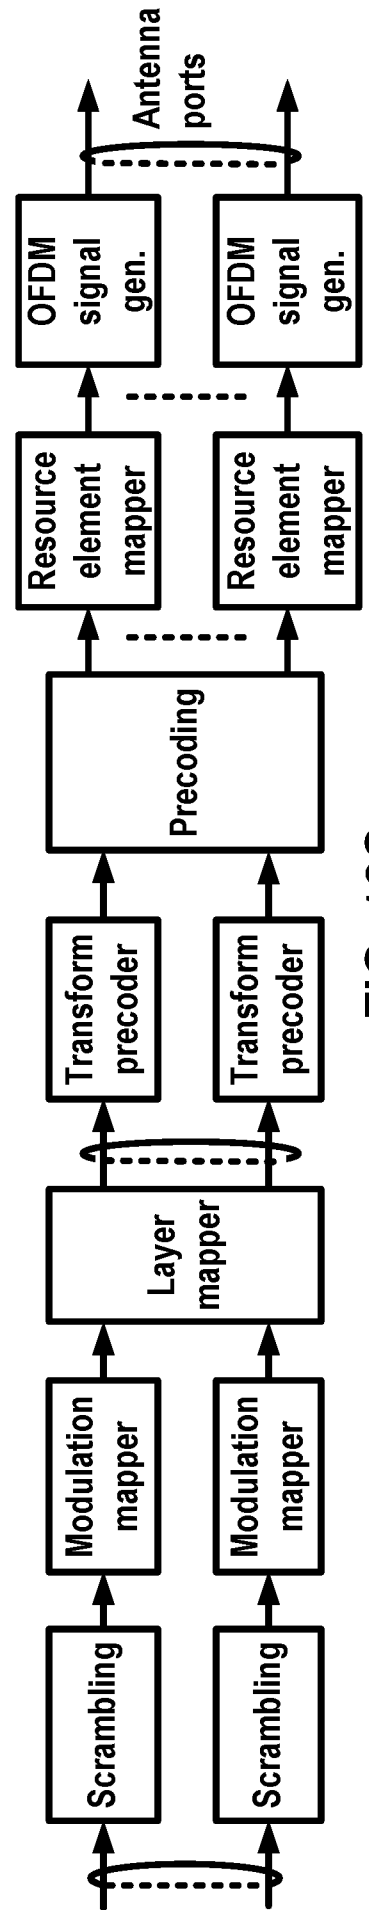 Scrambling
Scrambling
Modulation
mapper
Modulation
mapper
Layer
mapper
Transform
precoder
Transform
precoder
Precoding
Resource
element
mapper
Resource
element
mapper
OFDM
signal
gen.
OFDM
signal
gen.
Antenna
ports